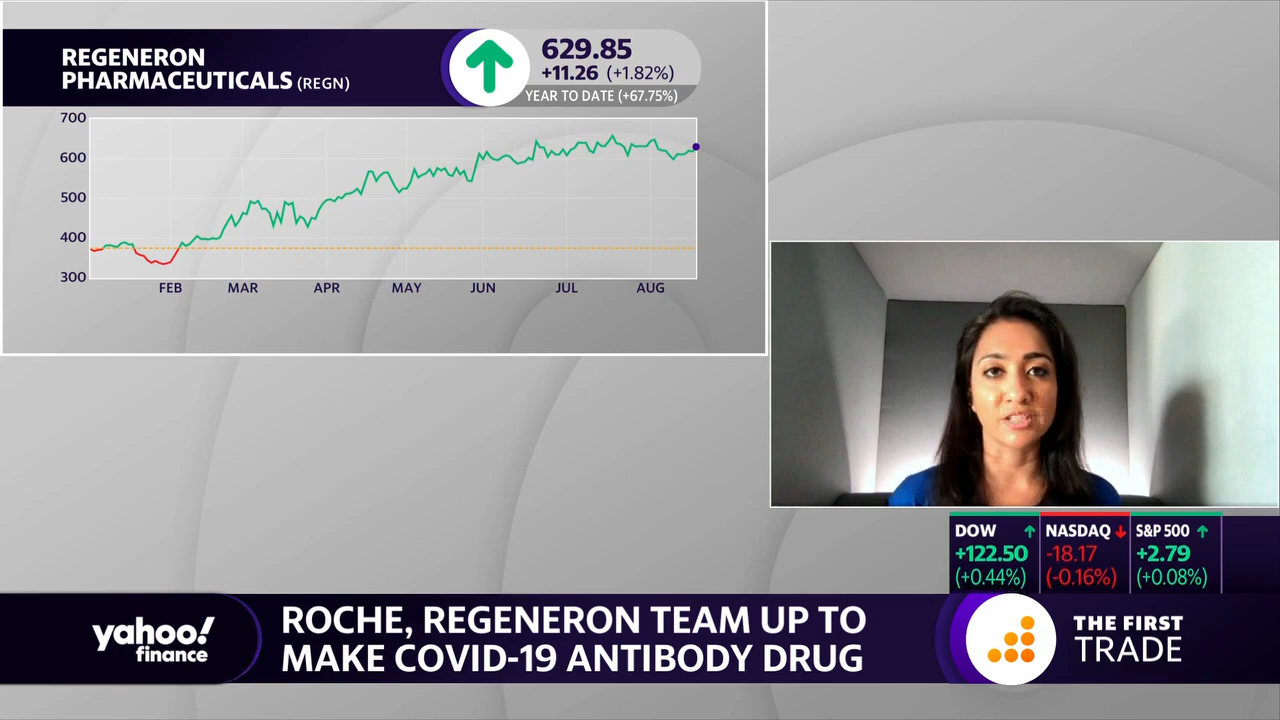 REGENERON
PHARMACEUTICALS (REGN)
629.85
+11.26 (+1.82%)
YEAR TO DATE (+67.75%)
700
600
500
400
300
FEB MAR APR MAY JUN JUL AUG
DOW
+122.50
(+0.44%)
NASDAQ
-18.17
(-0.16%)
S&P 500
+2.79
(+0.08%)
yahoo!
finance
ROCHE, REGENERON TEAM UP TO
MAKE COVID-19 ANTIBODY DRUG
THE FIRST
TRADE